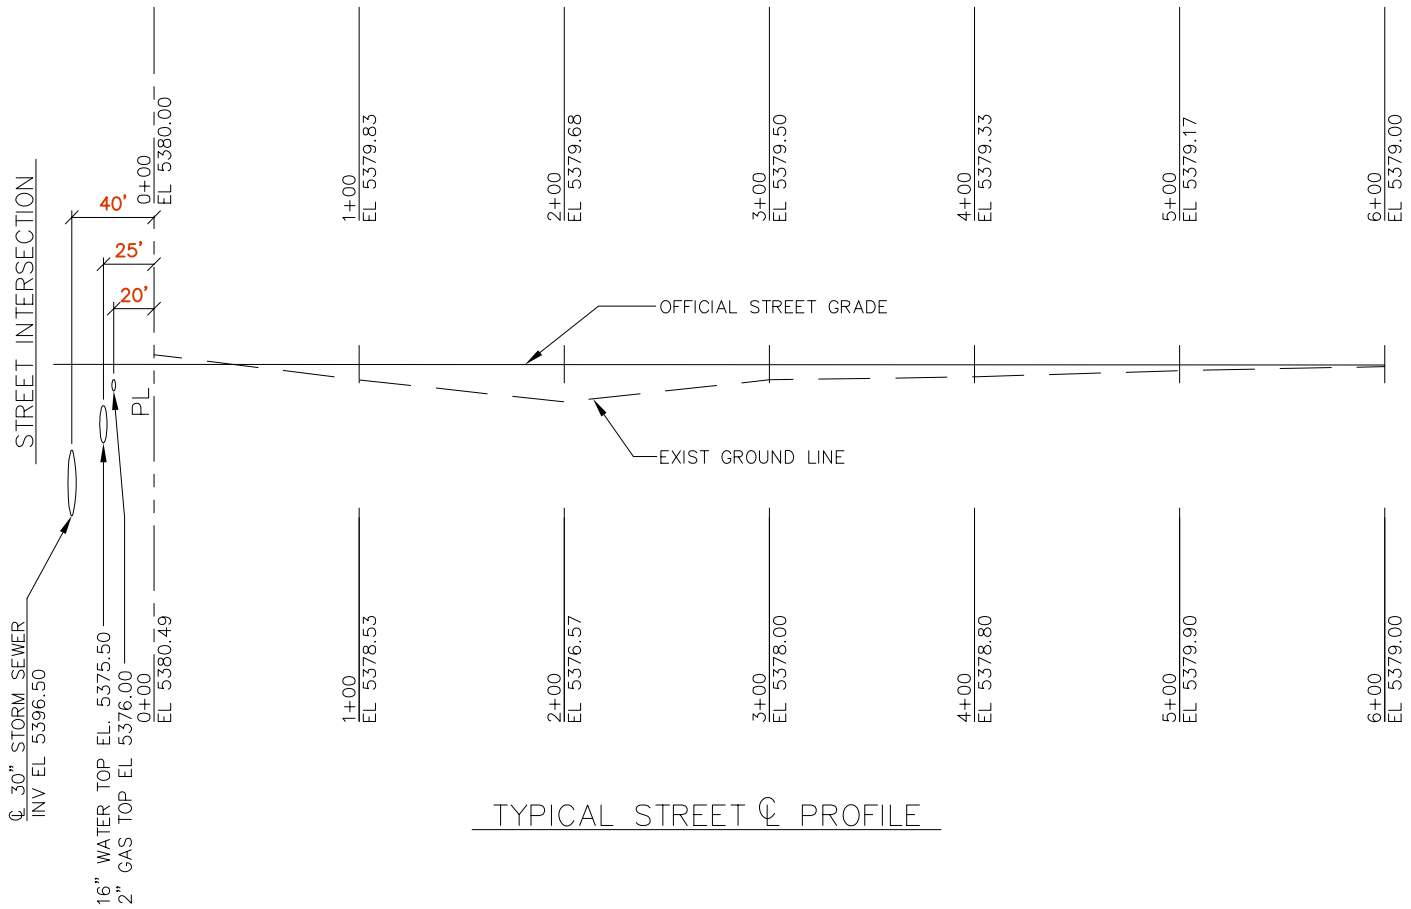 0+00
EL 5380.00
1+00
EL 5379.83
2+00
EL 5379.68
3+00
EL 5379.50
4+00
EL 5379.33
5+00
EL 5379.17
6+00
EL 5379.00
STREET INTERSECTION
40'
25'
20'
OFFICIAL STREET GRADE
PL
EXIST GROUND LINE
℄ 30" STORM SEWER
INV EL 5396.50
16" WATER TOP EL. 5375.50
2" GAS TOP EL 5376.00
0+00
EL 5380.49
1+00
EL 5378.53
2+00
EL 5376.57
3+00
EL 5378.00
4+00
EL 5378.80
5+00
EL 5379.90
6+00
EL 5379.00
TYPICAL STREET ℄ PROFILE